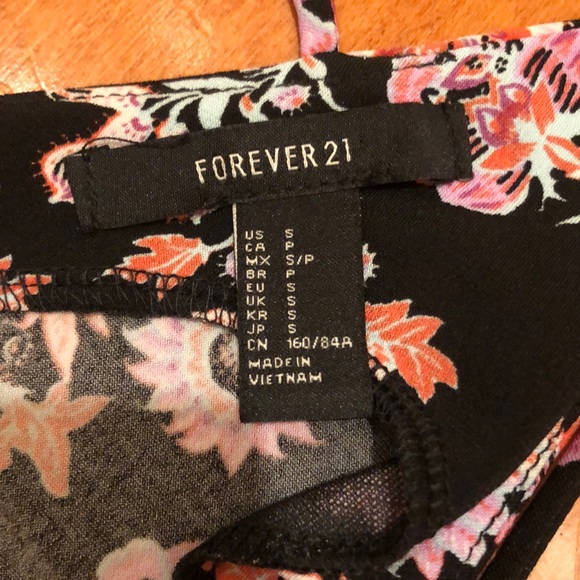 FOREVER 21
US S
CA P
MX S/P
BR P
EU S
UK S
KR S
JP S
CN 160/84A
MADE IN
VIETNAM